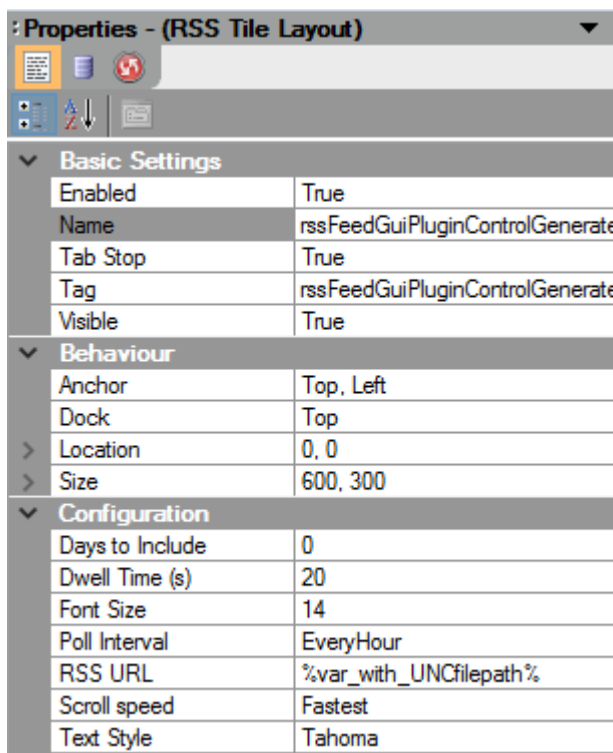 Properties - (RSS Tile Layout)
Basic Settings
Enabled True
Name rssFeedGuiPluginControlGenerate
Tab Stop True
Tag rssFeedGuiPluginControlGenerate
Visible True
Behaviour
Anchor Top, Left
Dock Top
Location 0, 0
Size 600, 300
Configuration
Days to Include 0
Dwell Time (s) 20
Font Size 14
Poll Interval EveryHour
RSS URL %var_with_UNCfilepath%
Scroll speed Fastest
Text Style Tahoma